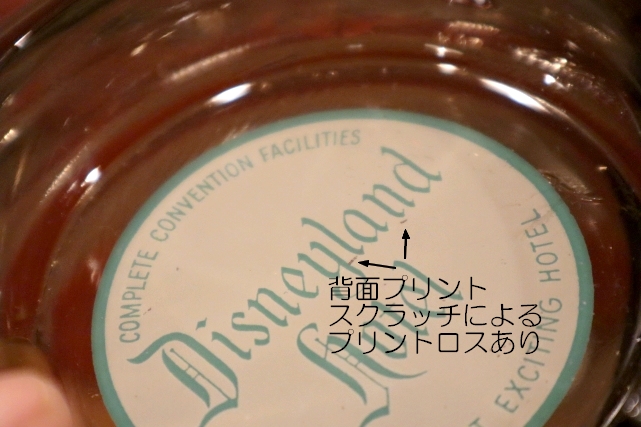 COMPLETE CONVENTION FACILITIES
Disneyland
Hotel
EXCITING HOTEL
背面プリント
スクラッチによる
プリントロスあり